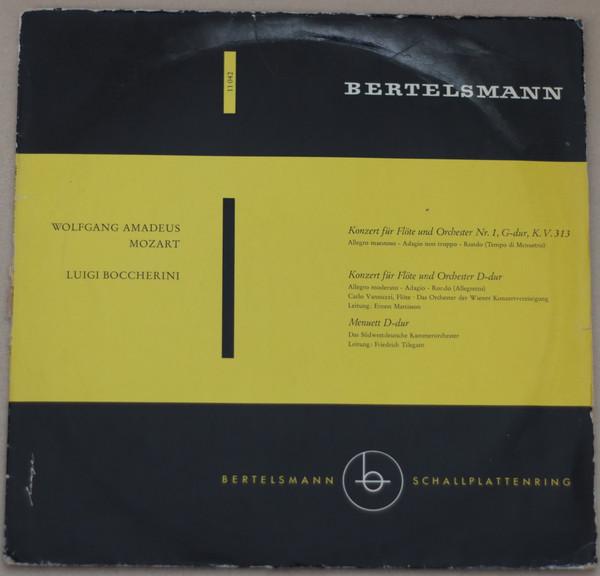 11 042
BERTELSMANN
WOLFGANG AMADEUS
MOZART
LUIGI BOCCHERINI
Konzert für Flöte und Orchester Nr. 1, G-dur, K. V. 313
Allegro maestoso - Adagio non troppo - Rondo (Tempo di Menuetto)
Konzert für Flöte und Orchester D-dur
Allegro moderato - Adagio - Rondo (Allegretto)
Carlo Vannuzzi, Flöte · Das Orchester der Wiener Konzertvereinigung
Leitung: Ernest Mattisson
Menuett D-dur
Das Südwestdeutsche Kammerorchester
Leitung: Friedrich Tilegant
BERTELSMANN b SCHALLPLATTENRING